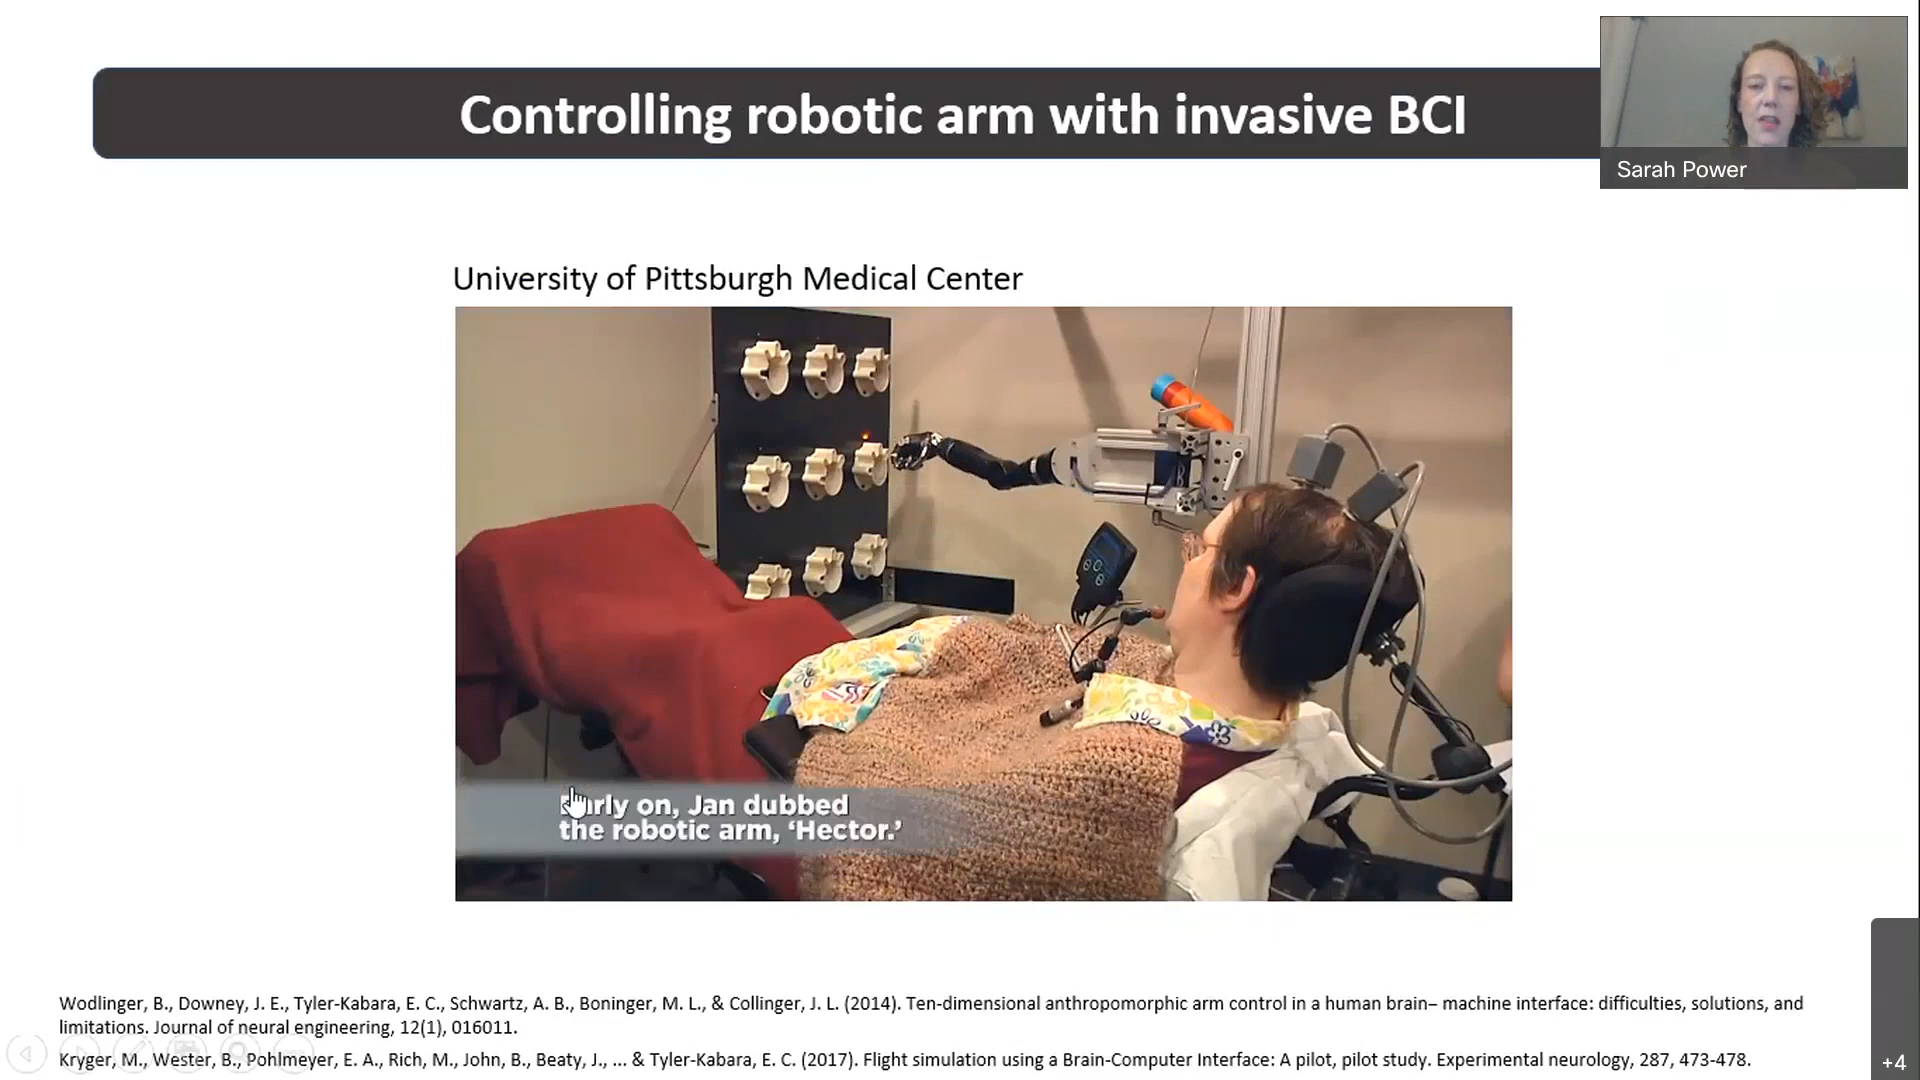 Controlling robotic arm with invasive BCI
Sarah Power
University of Pittsburgh Medical Center
Early on, Jan dubbed
the robotic arm, ‘Hector.’
Wodlinger, B., Downey, J. E., Tyler-Kabara, E. C., Schwartz, A. B., Boninger, M. L., & Collinger, J. L. (2014). Ten-dimensional anthropomorphic arm control in a human brain− machine interface: difficulties, solutions, and
limitations. Journal of neural engineering, 12(1), 016011.
Kryger, M., Wester, B., Pohlmeyer, E. A., Rich, M., John, B., Beaty, J., ... & Tyler-Kabara, E. C. (2017). Flight simulation using a Brain-Computer Interface: A pilot, pilot study. Experimental neurology, 287, 473-478.
+4